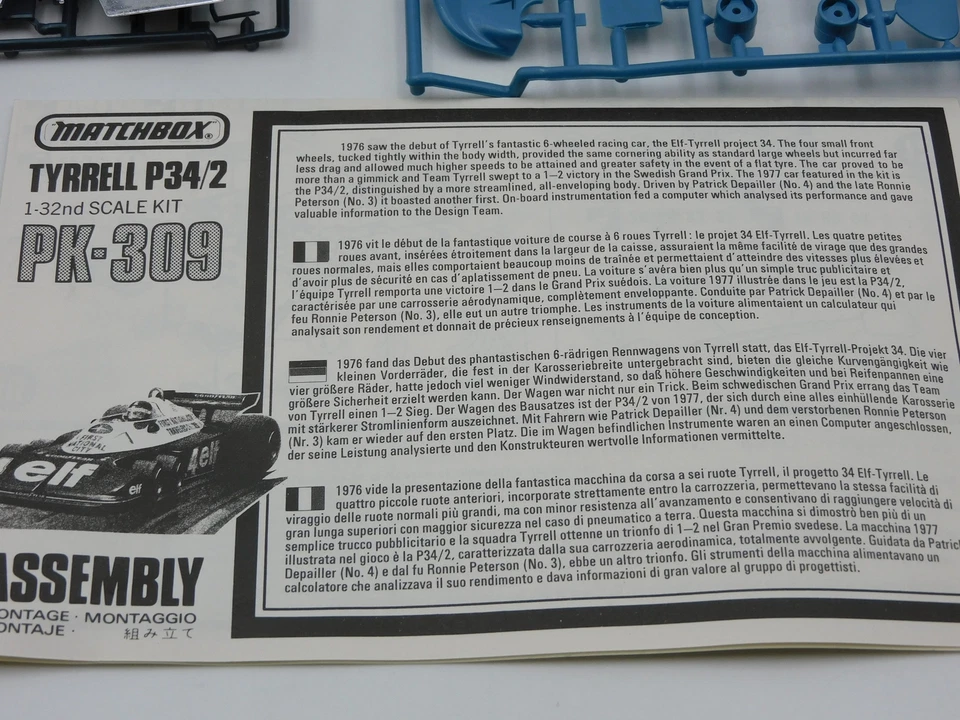 MATCHBOX
TYRRELL P34/2
1-32nd SCALE KIT
PK-309
1976 saw the debut of Tyrrell's fantastic 6-wheeled racing car, the Elf-Tyrrell project 34. The four small front
wheels, tucked tightly within the body width, provided the same cornering ability as standard large wheels but incurred far
less drag and allowed much higher speeds to be attained and greater safety in the event of a flat tyre. The car proved to be
more than a gimmick and Team Tyrrell swept to a 1–2 victory in the Swedish Grand Prix. The 1977 car featured in the kit is
the P34/2, distinguished by a more streamlined, all-enveloping body. Driven by Patrick Depailler (No. 4) and the late Ronnie
Peterson (No. 3) it boasted another first. On-board instrumentation fed a computer which analysed its performance and gave
valuable information to the Design Team.
1976 vit le début de la fantastique voiture de course à 6 roues Tyrrell : le projet 34 Elf-Tyrrell. Les quatre petites
roues avant, insérées étroitement dans la largeur de la caisse, assuraient la même facilité de virage que des grandes
roues normales, mais elles comportaient beaucoup moins de traînée et permettaient d'atteindre des vitesses plus élevées et
d'avoir plus de sécurité en cas d'aplatissement de pneu. La voiture s'avéra bien plus qu'un simple truc publicitaire et
l'équipe Tyrrell remporta une victoire 1–2 dans le Grand Prix suédois. La voiture 1977 illustrée dans le jeu est la P34/2,
caractérisée par une carrosserie aérodynamique, complètement enveloppante. Conduite par Patrick Depailler (No. 4) et par le
feu Ronnie Peterson (No. 3), elle eut un autre triomphe. Les instruments de la voiture alimentaient un calculateur qui
analysait son rendement et donnait de précieux renseignements à l'équipe de conception.
1976 fand das Debut des phantastischen 6-rädrigen Rennwagens von Tyrrell statt, das Elf-Tyrrell-Projekt 34. Die vier
kleinen Vorderräder, die fest in der Karosseriebreite untergebracht sind, bieten die gleiche Kurvengängigkeit wie
vier größere Räder, hatte jedoch viel weniger Windwiderstand, so daß höhere Geschwindigkeiten und bei Reifenpannen eine
größere Sicherheit erzielt werden kann. Der Wagen war nicht nur ein Trick. Beim schwedischen Grand Prix errang das Team
von Tyrrell einen 1–2 Sieg. Der Wagen des Bausatzes ist der P34/2 von 1977, der sich durch eine alles einhüllende Karosserie
mit stärkerer Stromlinienform auszeichnet. Mit Fahrern wie Patrick Depailler (Nr. 4) und dem verstorbenen Ronnie Peterson
(Nr. 3) kam er wieder auf den ersten Platz. Die im Wagen befindlichen Instrumente waren an einen Computer angeschlossen,
der seine Leistung analysierte und den Konstrukteuren wertvolle Informationen vermittelte.
1976 vide la presentazione della fantastica macchina da corsa a sei ruote Tyrrell, il progetto 34 Elf-Tyrrell. Le
quattro piccole ruote anteriori, incorporate strettamente entro la carrozzeria, permettevano la stessa facilità di
viraggio delle ruote normali più grandi, ma con minor resistenza all'avanzamento e consentivano di raggiungere velocità di
gran lunga superiori con maggior sicurezza nel caso di pneumatico a terra. Questa macchina si dimostrò ben più di un
semplice trucco pubblicitario e la squadra Tyrrell ottenne un trionfo di 1–2 nel Gran Premio svedese. La macchina 1977
illustrata nel gioco è la P34/2, caratterizzata dalla sua carrozzeria aerodinamica, totalmente avvolgente. Guidata da Patric
Depailler (No. 4) e dal fu Ronnie Peterson (No. 3), ebbe un altro trionfo. Gli strumenti della macchina alimentavano un
calcolatore che analizzava il suo rendimento e dava informazioni di gran valore al gruppo di progettisti.
FIRST
NATIONAL
CITY
4 elf
elf
4 elf
ASSEMBLY
ONTAGE · MONTAGGIO
ONTAJE · 組み立て